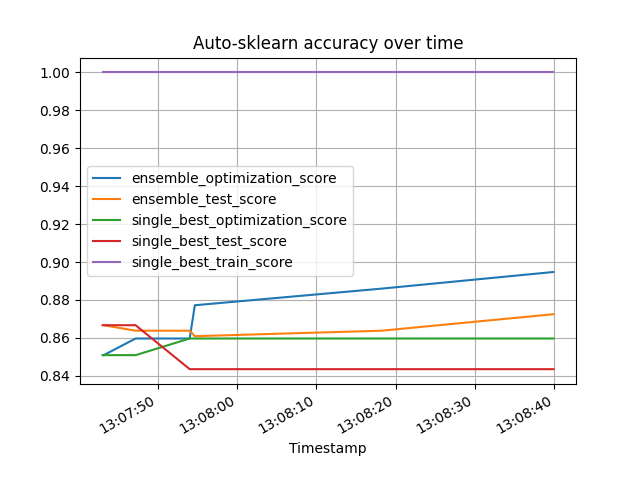 Auto-sklearn accuracy over time
1.00
0.98
0.96
0.94
0.92
0.90
0.88
0.86
0.84
ensemble_optimization_score
ensemble_test_score
single_best_optimization_score
single_best_test_score
single_best_train_score
13:07:50
13:08:00
13:08:10
13:08:20
13:08:30
13:08:40
Timestamp